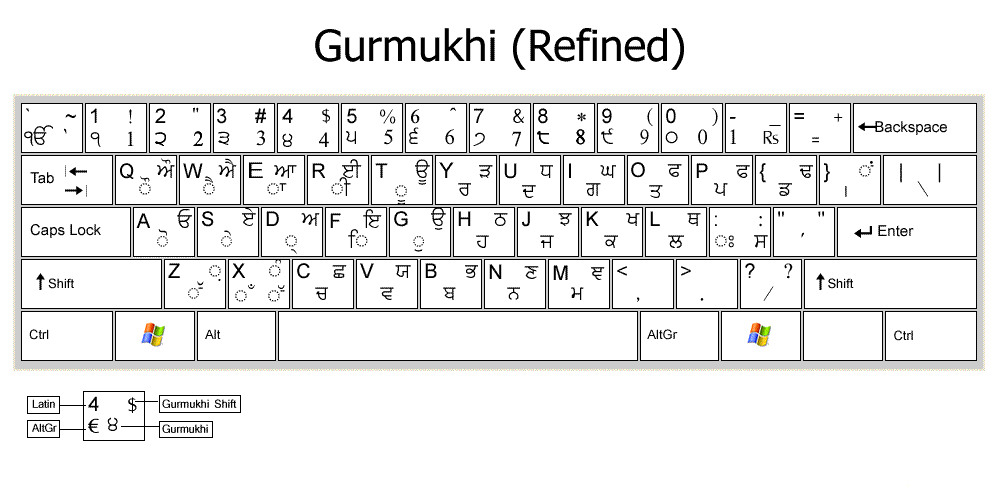 Gurmukhi (Refined)
` ~ ੴ ` 1 ! ੧ 1 2 " ੨ 2 3 # ੩ 3 4 $ ੪ 4 5 % ੫ 5 6 ˆ ੬ 6 7 & ੭ 7 8 * ੮ 8 9 ( ੯ 9 0 ) ੦ 0 - _ 1 ₨ = + = Backspace
Tab Q ਔ ੌ W ਐ ੈ E ਆ ਾ R ਈ ੀ T ਊ ੂ Y ੜ ਰ U ਧ ਦ I ਘ ਗ O ਫ ਤ P ਫ ਪ { ਢ ਡ } ਂ । | | \
Caps Lock A ਓ ੋ S ਏ ੇ D ਅ ੍ F ਇ ਿ G ਉ ੁ H ਠ ਹ J ਝ ਜ K ਖ ਕ L ਥ ਲ : : ਃ ਸ " " ' Enter
Shift Z ਼ ੱ X ੰ ੱ C ਛ ਚ V ਯ ਵ B ਭ ਬ N ਣ ਨ M ਞ ਮ < , > . ? ? / Shift
Ctrl Alt AltGr Ctrl
Latin 4 $ Gurmukhi Shift
AltGr € ੪ Gurmukhi